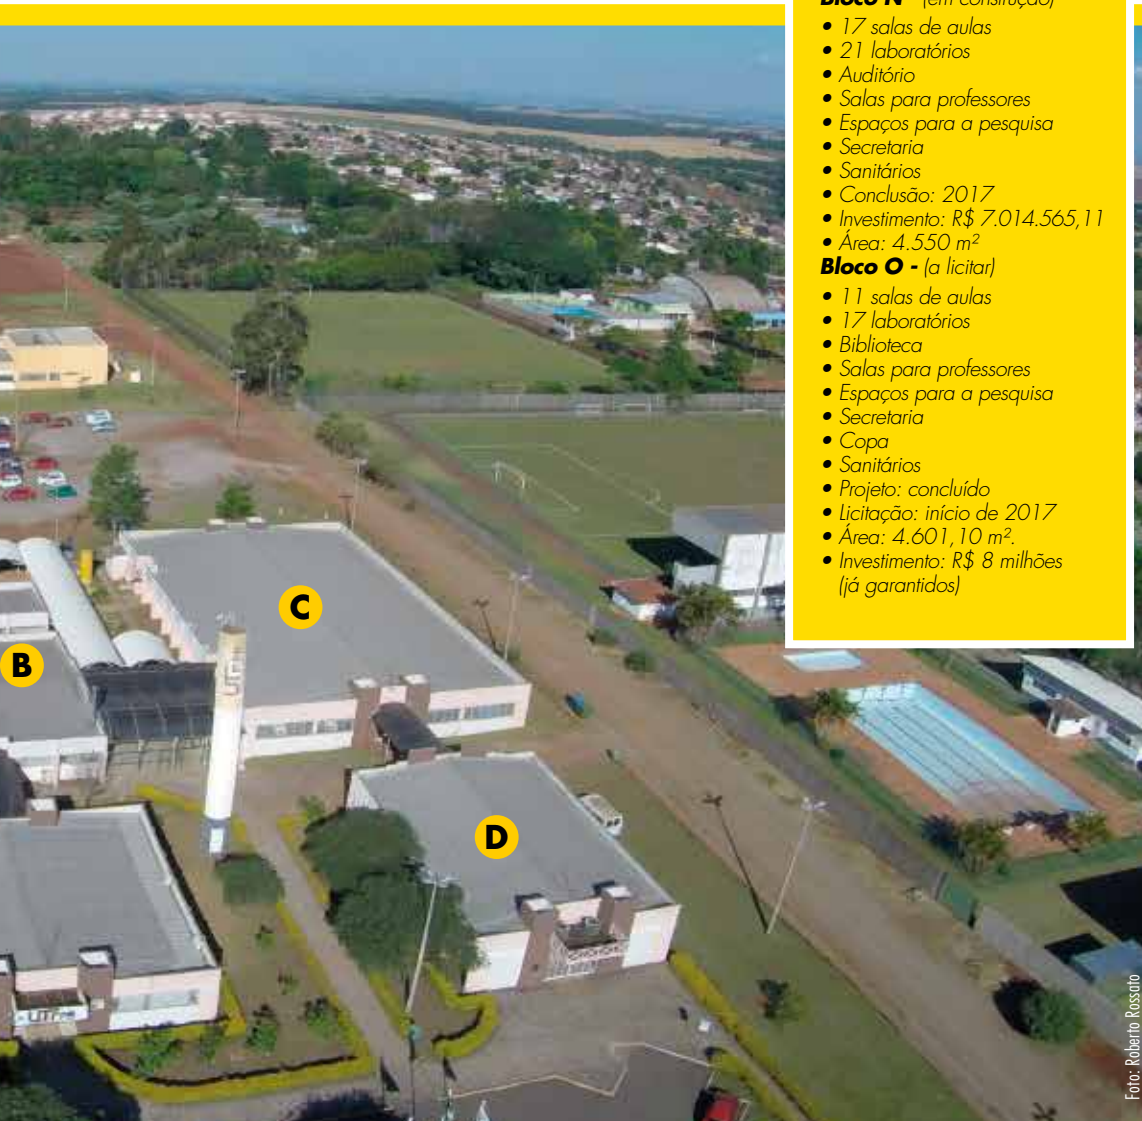 Bloco N - (em construção)
• 17 salas de aulas
• 21 laboratórios
• Auditório
• Salas para professores
• Espaços para a pesquisa
• Secretaria
• Sanitários
• Conclusão: 2017
• Investimento: R$ 7.014.565,11
• Área: 4.550 m²
Bloco O - (a licitar)
• 11 salas de aulas
• 17 laboratórios
• Biblioteca
• Salas para professores
• Espaços para a pesquisa
• Secretaria
• Copa
• Sanitários
• Projeto: concluído
• Licitação: início de 2017
• Área: 4.601,10 m².
• Investimento: R$ 8 milhões
(já garantidos)
C
B
D
Foto: Roberto Rossato